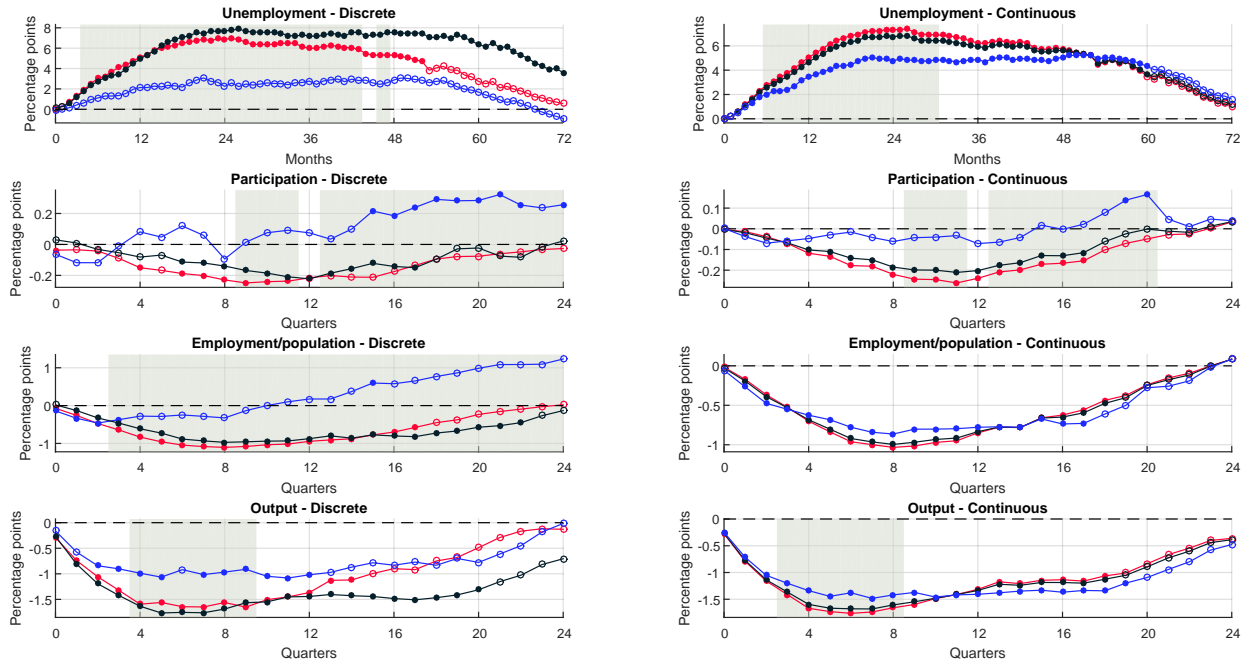 Unemployment - Discrete
Percentage points
8
6
4
2
0
0 12 24 36 48 60 72
Months
Unemployment - Continuous
Percentage points
6
4
2
0
0 12 24 36 48 60 72
Months
Participation - Discrete
Percentage points
0.2
0
-0.2
0 4 8 12 16 20 24
Quarters
Participation - Continuous
Percentage points
0.1
0
-0.1
-0.2
0 4 8 12 16 20 24
Quarters
Employment/population - Discrete
Percentage points
1
0
-1
0 4 8 12 16 20 24
Quarters
Employment/population - Continuous
Percentage points
0
-0.5
-1
0 4 8 12 16 20 24
Quarters
Output - Discrete
Percentage points
0
-0.5
-1
-1.5
0 4 8 12 16 20 24
Quarters
Output - Continuous
Percentage points
0
-0.5
-1
-1.5
0 4 8 12 16 20 24
Quarters